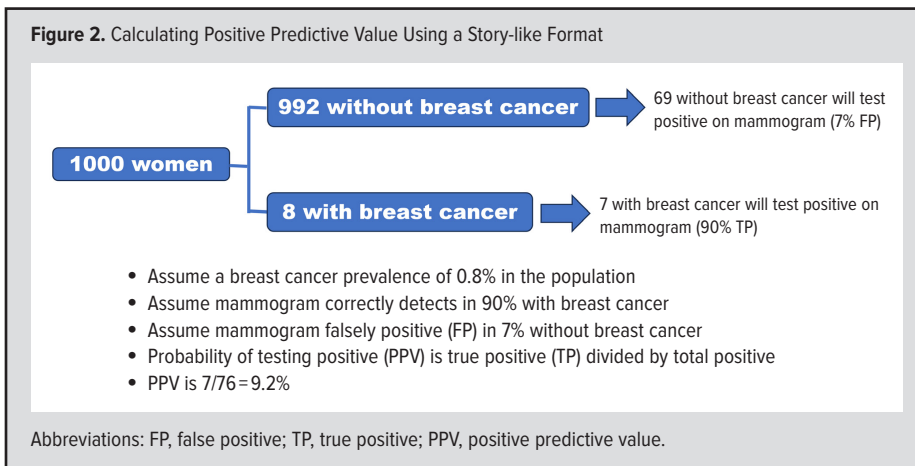 Figure 2. Calculating Positive Predictive Value Using a Story-like Format
992 without breast cancer
69 without breast cancer will test
positive on mammogram (7% FP)
1000 women
8 with breast cancer
7 with breast cancer will test positive on
mammogram (90% TP)
• Assume a breast cancer prevalence of 0.8% in the population
• Assume mammogram correctly detects in 90% with breast cancer
• Assume mammogram falsely positive (FP) in 7% without breast cancer
• Probability of testing positive (PPV) is true positive (TP) divided by total positive
• PPV is 7/76=9.2%
Abbreviations: FP, false positive; TP, true positive; PPV, positive predictive value.